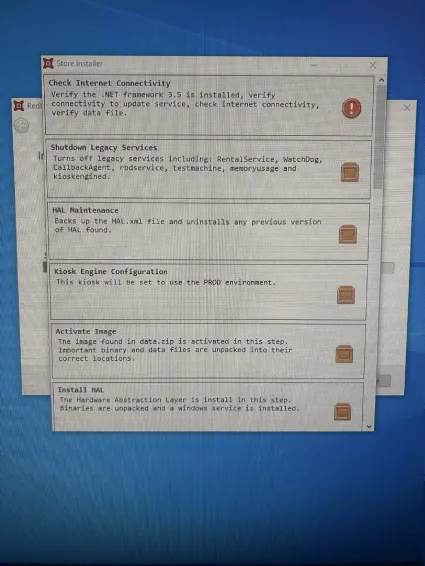 Store Installer
Check Internet Connectivity
Verify the .NET framework 3.5 is installed, verify
connectivity to update service, check internet connectivity,
verify data file.
Shutdown Legacy Services
Turns off legacy services including: RentalService, WatchDog,
CallbackAgent, rbdservice, testmachine, memoryusage and
kioskengined.
HAL Maintenance
Backs up the HAL.xml file and uninstalls any previous version
of HAL found.
Kiosk Engine Configuration
This kiosk will be set to use the PROD environment.
Activate Image
The image found in data.zip is activated in this step.
Important binary and data files are unpacked into their
correct locations.
Install HAL
The Hardware Abstraction Layer is install in this step.
Binaries are unpacked and a windows service is installed.